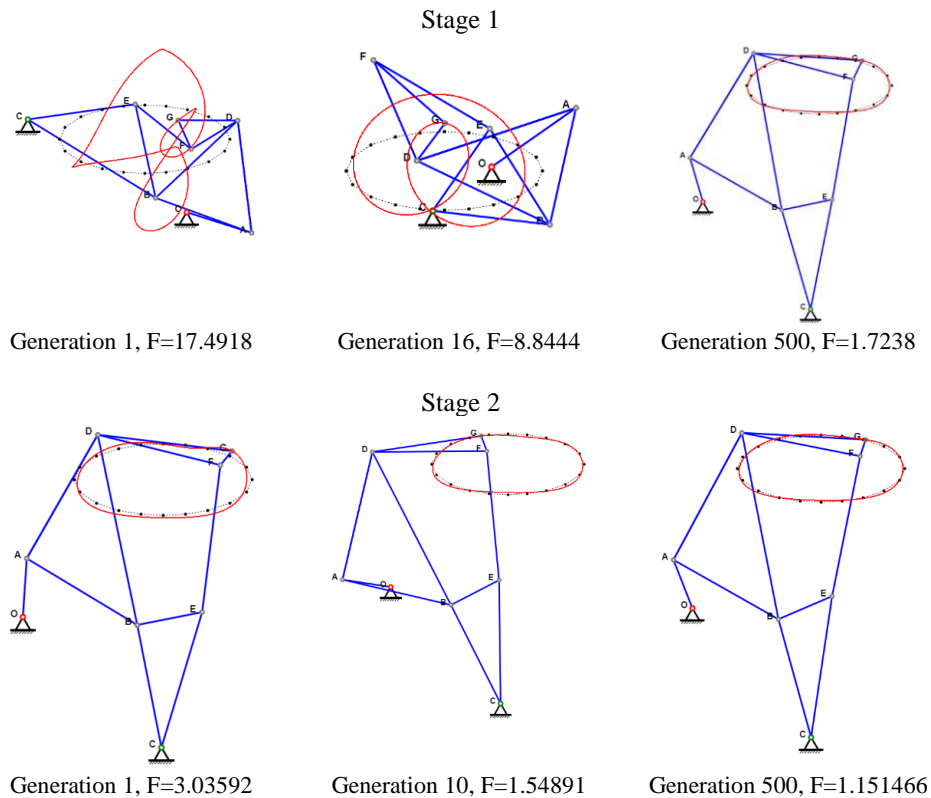 Stage 1
C E G D F B O A
F A G E O D C B
D G F A O B E C
Generation 1, F=17.4918 Generation 16, F=8.8444 Generation 500, F=1.7238
Stage 2
D G F A O B E C
G D F A O E B C
D G F A O E B C
Generation 1, F=3.03592 Generation 10, F=1.54891 Generation 500, F=1.151466